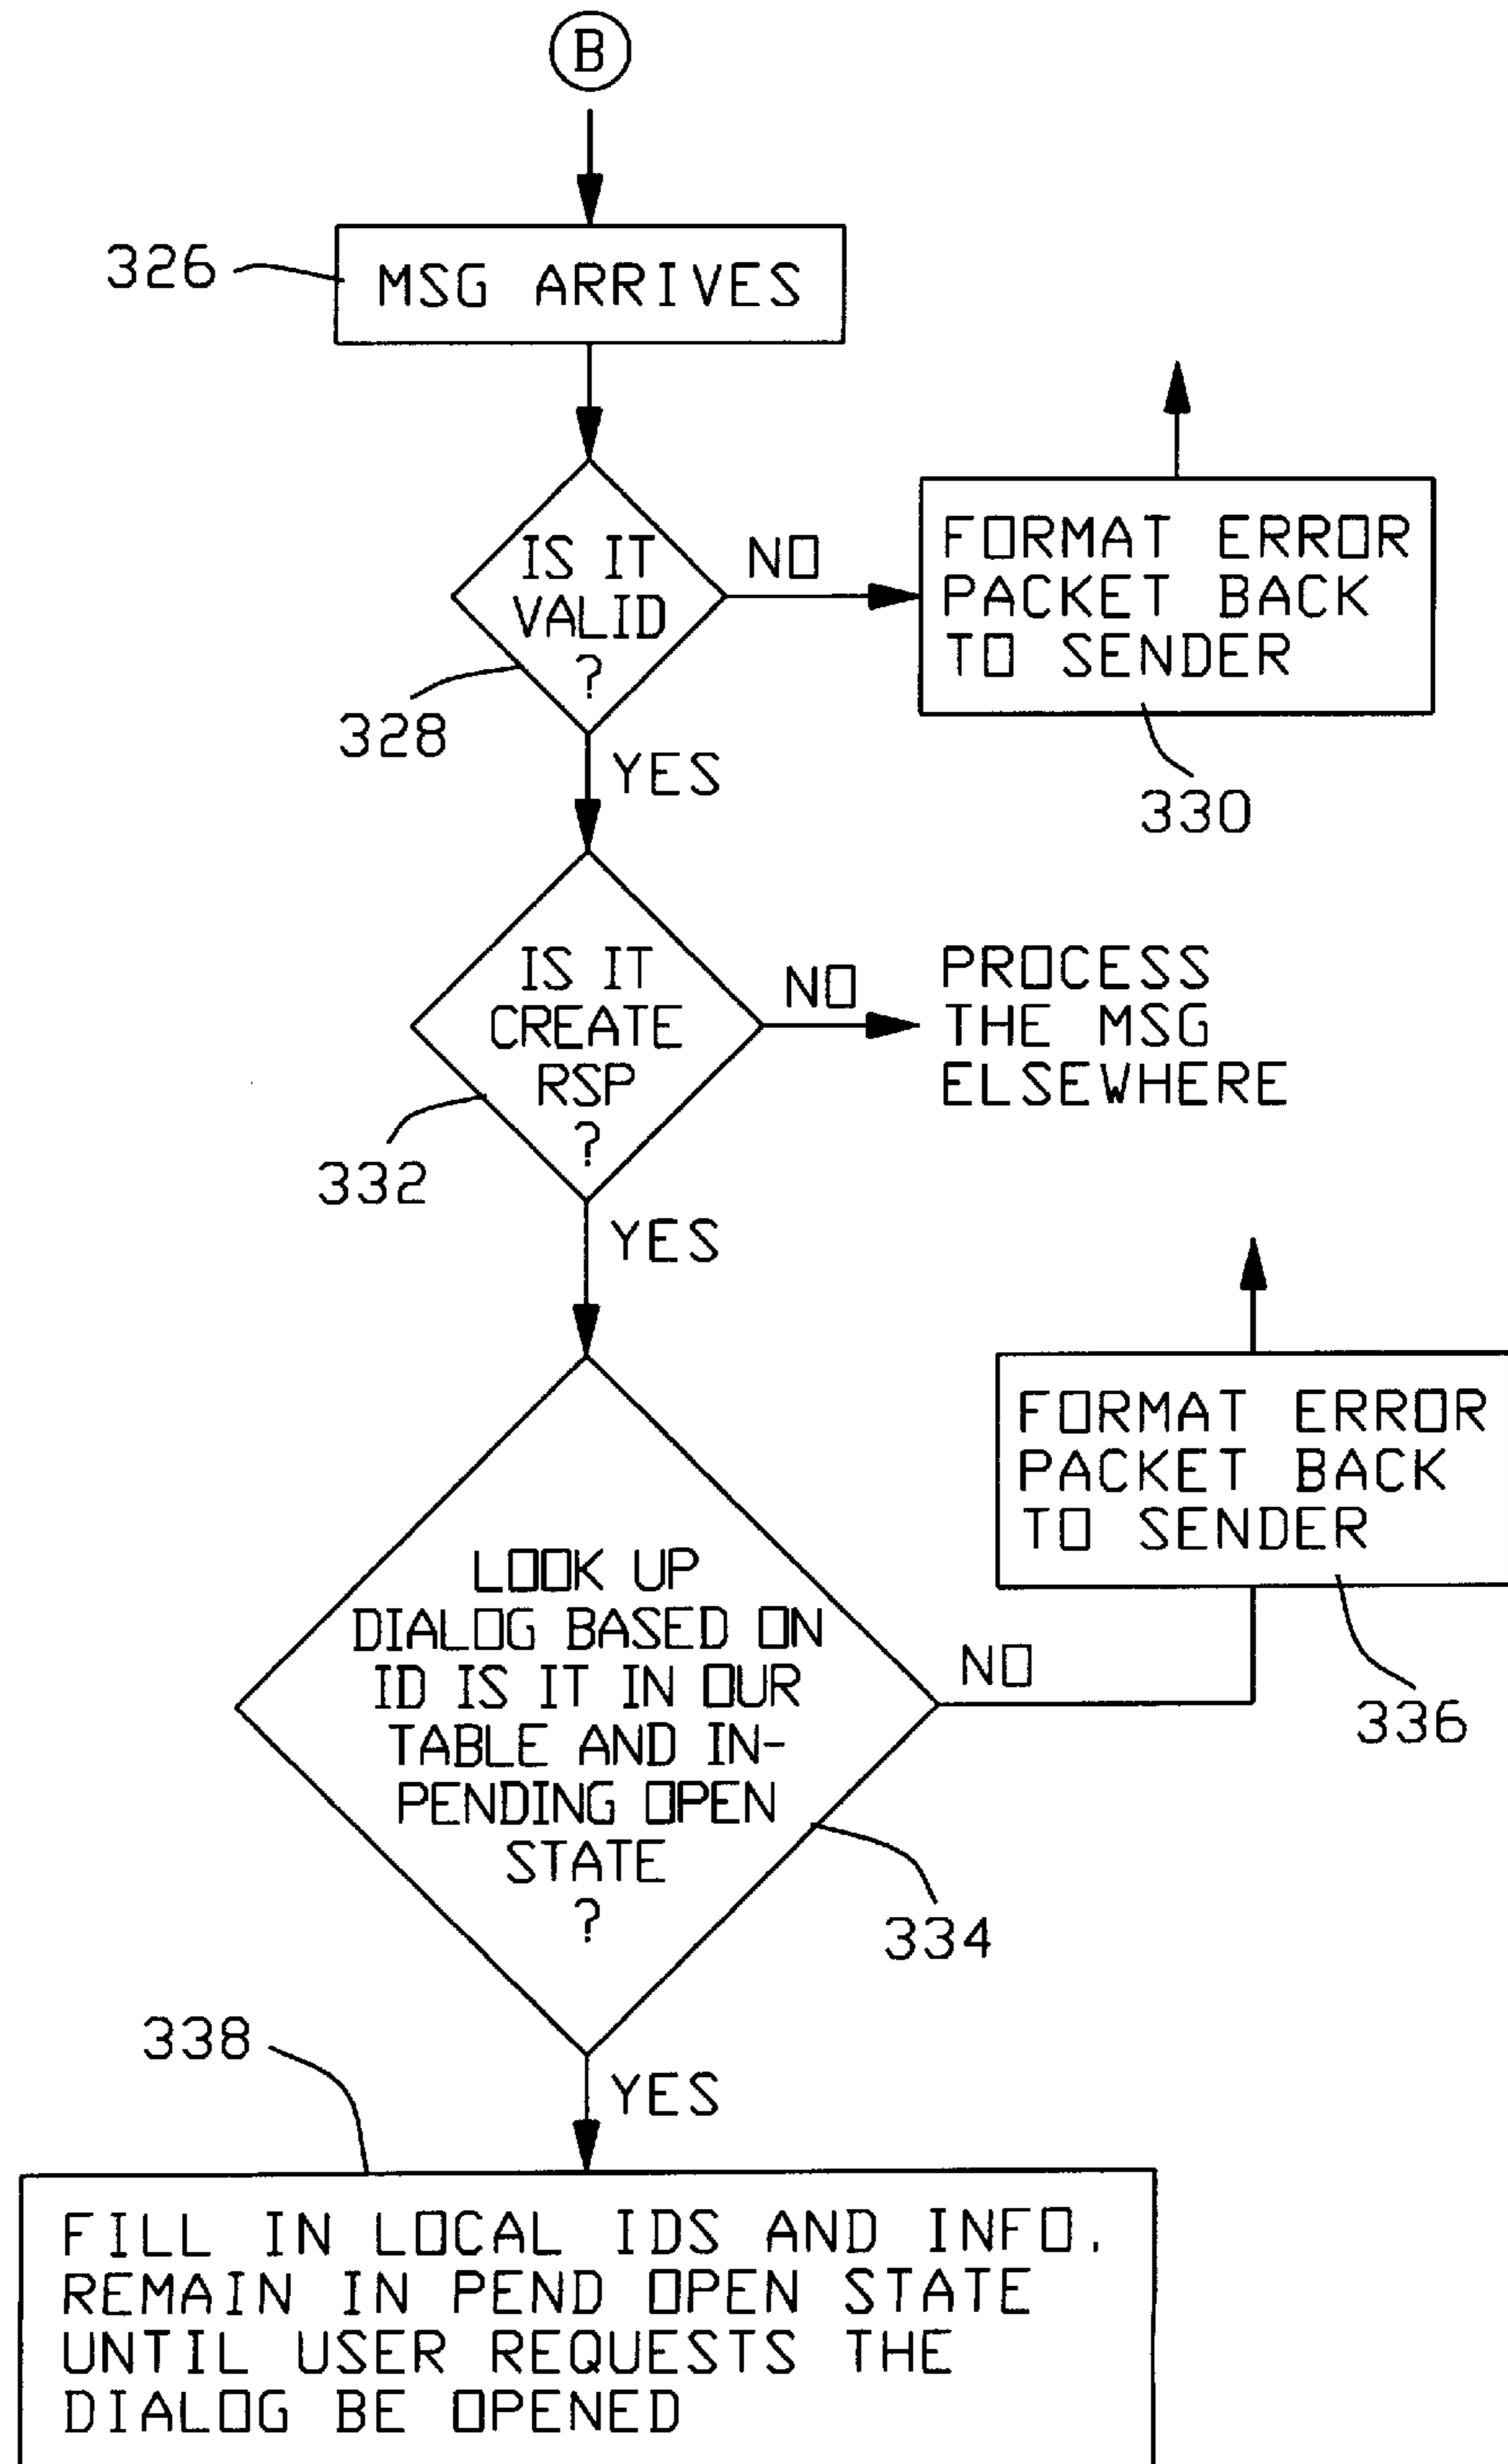 B
326
MSG ARRIVES
IS IT
VALID
?
NO
FORMAT ERROR
PACKET BACK
TO SENDER
328
YES
330
IS IT
CREATE
RSP
?
NO
PROCESS
THE MSG
ELSEWHERE
332
YES
FORMAT ERROR
PACKET BACK
TO SENDER
LOOK UP
DIALOG BASED ON
ID IS IT IN OUR
TABLE AND IN-
PENDING OPEN
STATE
?
NO
336
334
338
YES
FILL IN LOCAL IDS AND INFO.
REMAIN IN PEND OPEN STATE
UNTIL USER REQUESTS THE
DIALOG BE OPENED